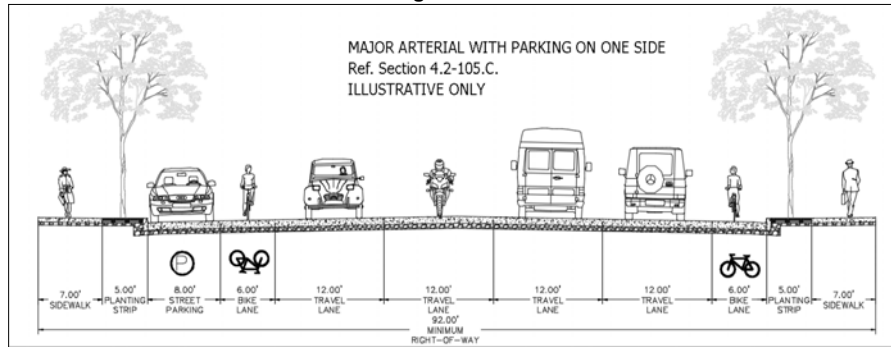 MAJOR ARTERIAL WITH PARKING ON ONE SIDE
Ref. Section 4.2-105.C.
ILLUSTRATIVE ONLY
P
7.00'
SIDEWALK
5.00'
PLANTING
STRIP
8.00'
STREET
PARKING
6.00'
BIKE
LANE
12.00'
TRAVEL
LANE
12.00'
TRAVEL
LANE
12.00'
TRAVEL
LANE
12.00'
TRAVEL
LANE
6.00'
BIKE
LANE
5.00'
PLANTING
STRIP
7.00'
SIDEWALK
92.00'
MINIMUM
RIGHT-OF-WAY